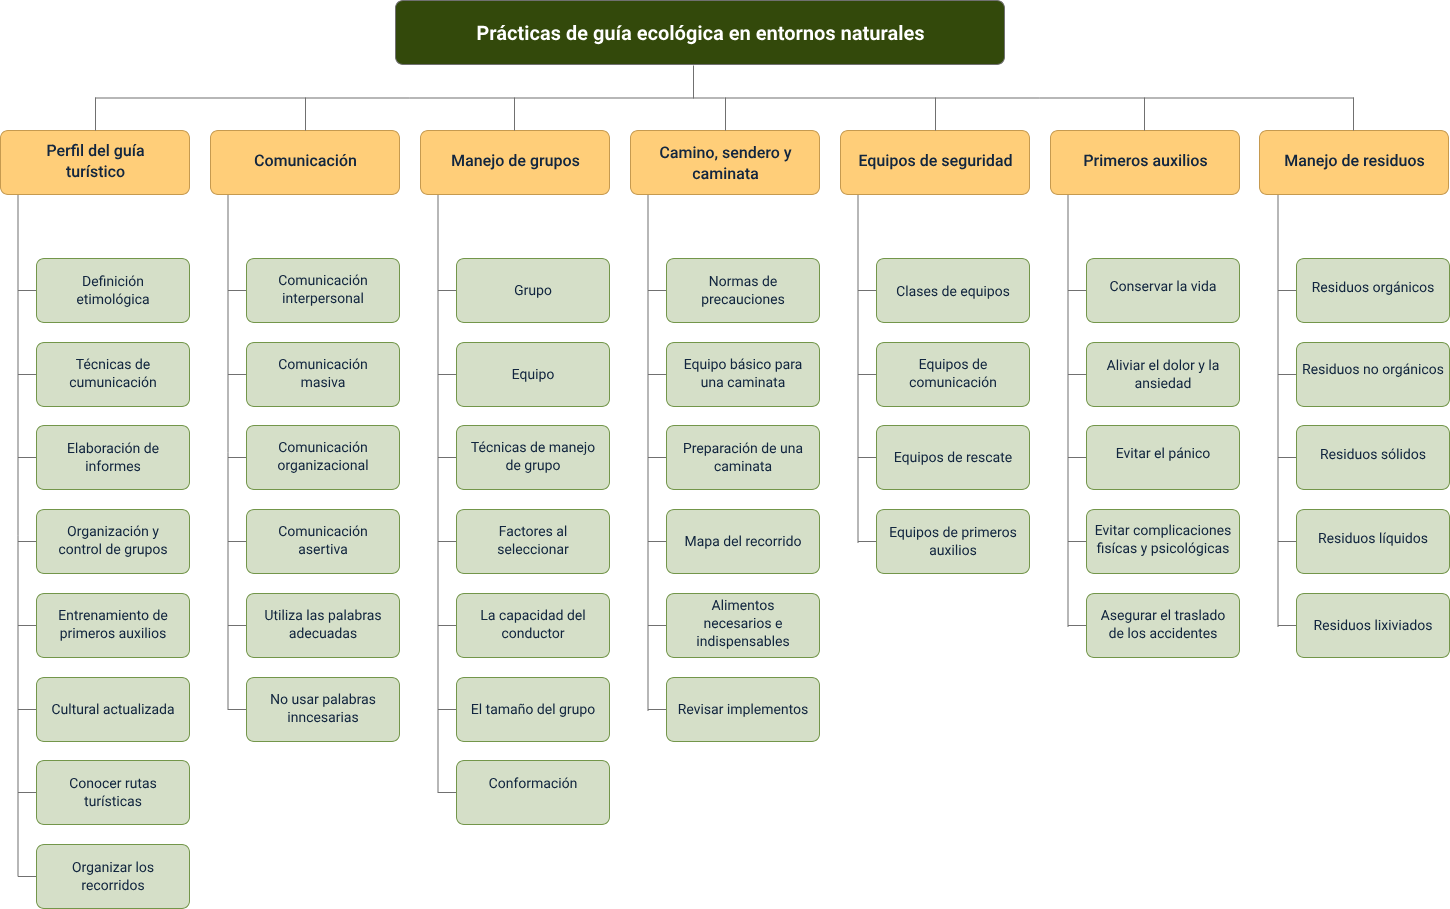 Prácticas de guía ecológica en entornos naturales
Perfil del guía
turístico
Definición
etimológica
Técnicas de
cumunicación
Elaboración de
informes
Organización y
control de grupos
Entrenamiento de
primeros auxilios
Cultural actualizada
Conocer rutas
turísticas
Organizar los
recorridos
Comunicación
Comunicación
interpersonal
Comunicación
masiva
Comunicación
organizacional
Comunicación
asertiva
Utiliza las palabras
adecuadas
No usar palabras
inncesarias
Manejo de grupos
Grupo
Equipo
Técnicas de manejo
de grupo
Factores al
seleccionar
La capacidad del
conductor
El tamaño del grupo
Conformación
Camino, sendero y
caminata
Normas de
precauciones
Equipo básico para
una caminata
Preparación de una
caminata
Mapa del recorrido
Alimentos
necesarios e
indispensables
Revisar implementos
Equipos de seguridad
Clases de equipos
Equipos de
comunicación
Equipos de rescate
Equipos de primeros
auxilios
Primeros auxilios
Conservar la vida
Aliviar el dolor y la
ansiedad
Evitar el pánico
Evitar complicaciones
fisícas y psicológicas
Asegurar el traslado
de los accidentes
Manejo de residuos
Residuos orgánicos
Residuos no orgánicos
Residuos sólidos
Residuos líquidos
Residuos lixiviados